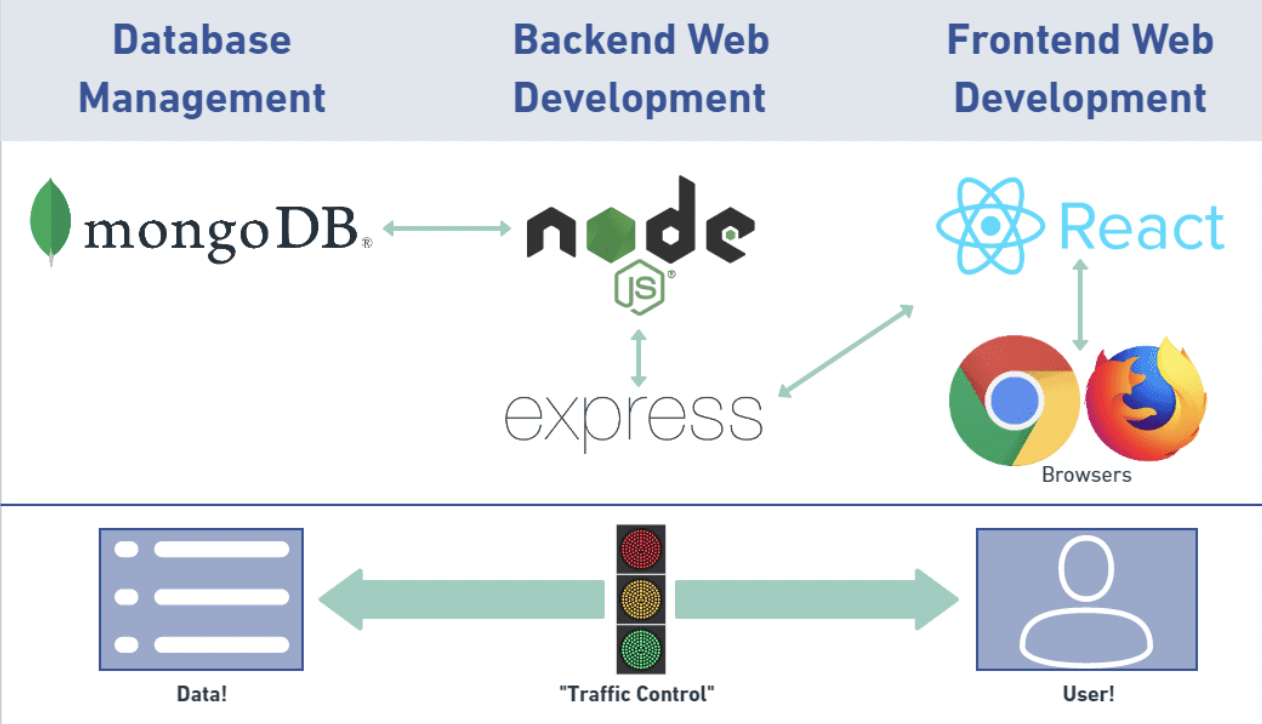 Database
Management
Backend Web
Development
Frontend Web
Development
mongoDB®
node
JS®
express
React
Browsers
Data!
"Traffic Control"
User!